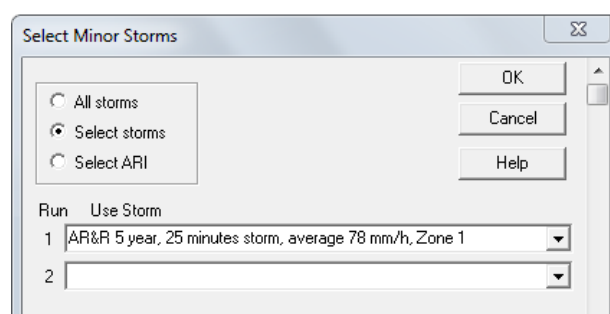 Select Minor Storms
OK
All storms
Cancel
Select storms
Select ARI
Help
Run Use Storm
1 AR&R 5 year, 25 minutes storm, average 78 mm/h, Zone 1
2